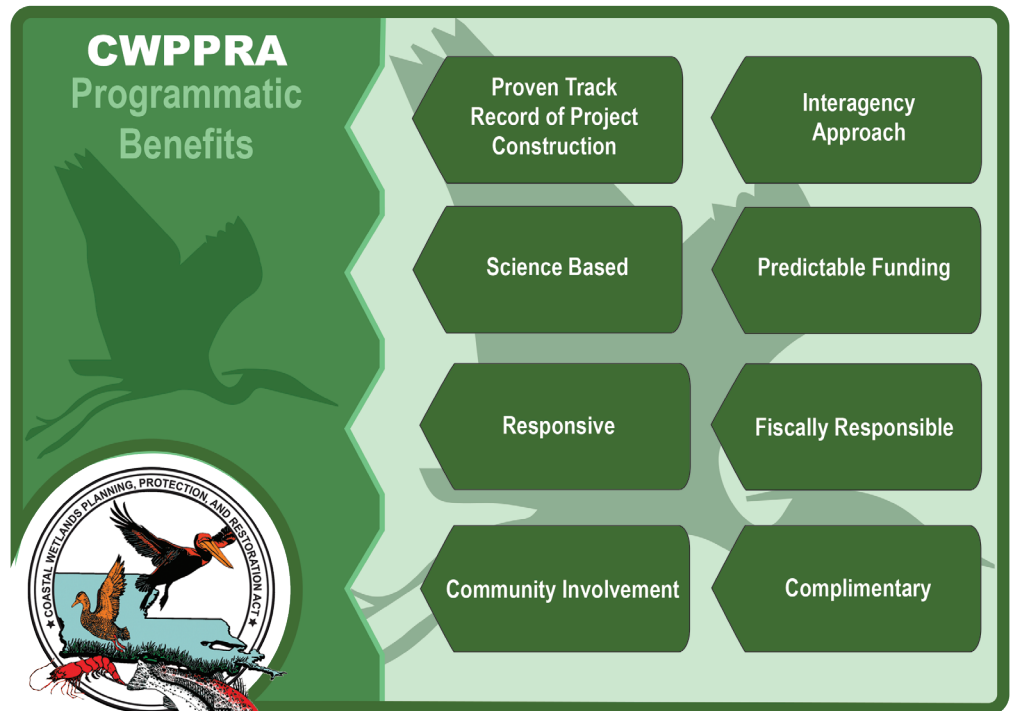 CWPPRA
Programmatic
Benefits
Proven Track
Record of Project
Construction
Interagency
Approach
Science Based
Predictable Funding
Responsive
Fiscally Responsible
Community Involvement
Complimentary
★ COASTAL WETLANDS PLANNING, PROTECTION, AND RESTORATION ACT ★